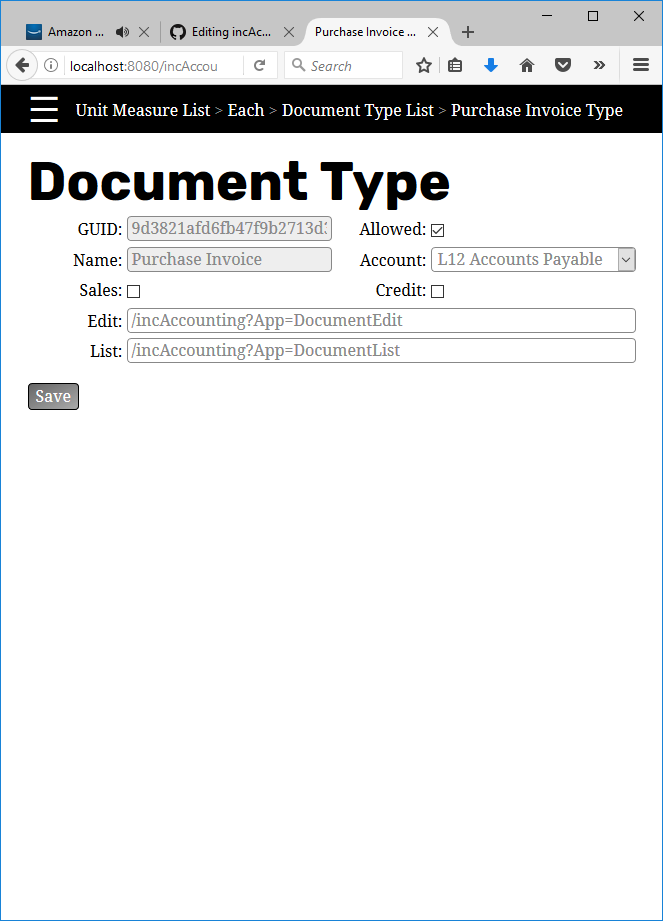 Amazon ... Editing incAc... Purchase Invoice ...
localhost:8080/incAccou Search
Unit Measure List > Each > Document Type List > Purchase Invoice Type
Document Type
GUID: 9d3821afd6fb47f9b2713d Allowed:
Name: Purchase Invoice Account: L12 Accounts Payable
Sales: Credit:
Edit: /incAccounting?App=DocumentEdit
List: /incAccounting?App=DocumentList
Save